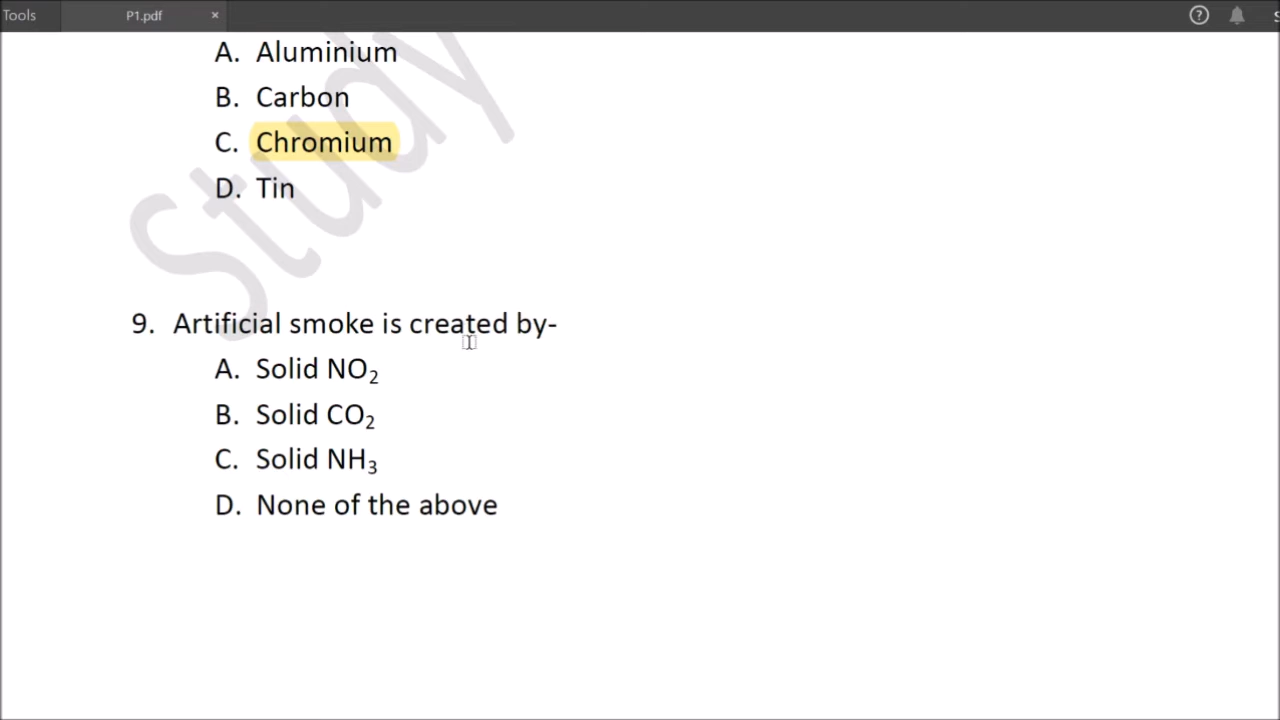 Tools P1.pdf × ? S
A. Aluminium
B. Carbon
C. Chromium
D. Tin
Study
9. Artificial smoke is created by-
A. Solid NO₂
B. Solid CO₂
C. Solid NH₃
D. None of the above